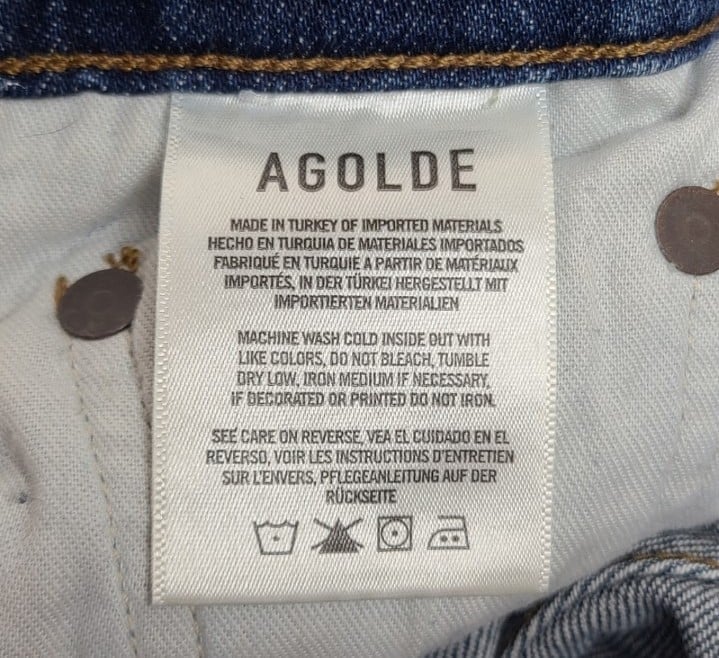 AGOLDE
MADE IN TURKEY OF IMPORTED MATERIALS
HECHO EN TURQUIA DE MATERIALES IMPORTADOS
FABRIQUÉ EN TURQUIE A PARTIR DE MATÉRIAUX
IMPORTÉS, IN DER TÜRKEI HERGESTELLT MIT
IMPORTIERTEN MATERIALIEN
MACHINE WASH COLD INSIDE OUT WITH
LIKE COLORS, DO NOT BLEACH, TUMBLE
DRY LOW, IRON MEDIUM IF NECESSARY,
IF DECORATED OR PRINTED DO NOT IRON.
SEE CARE ON REVERSE, VEA EL CUIDADO EN EL
REVERSO, VOIR LES INSTRUCTIONS D'ENTRETIEN
SUR L'ENVERS, PFLEGEANLEITUNG AUF DER
RÜCKSEITE